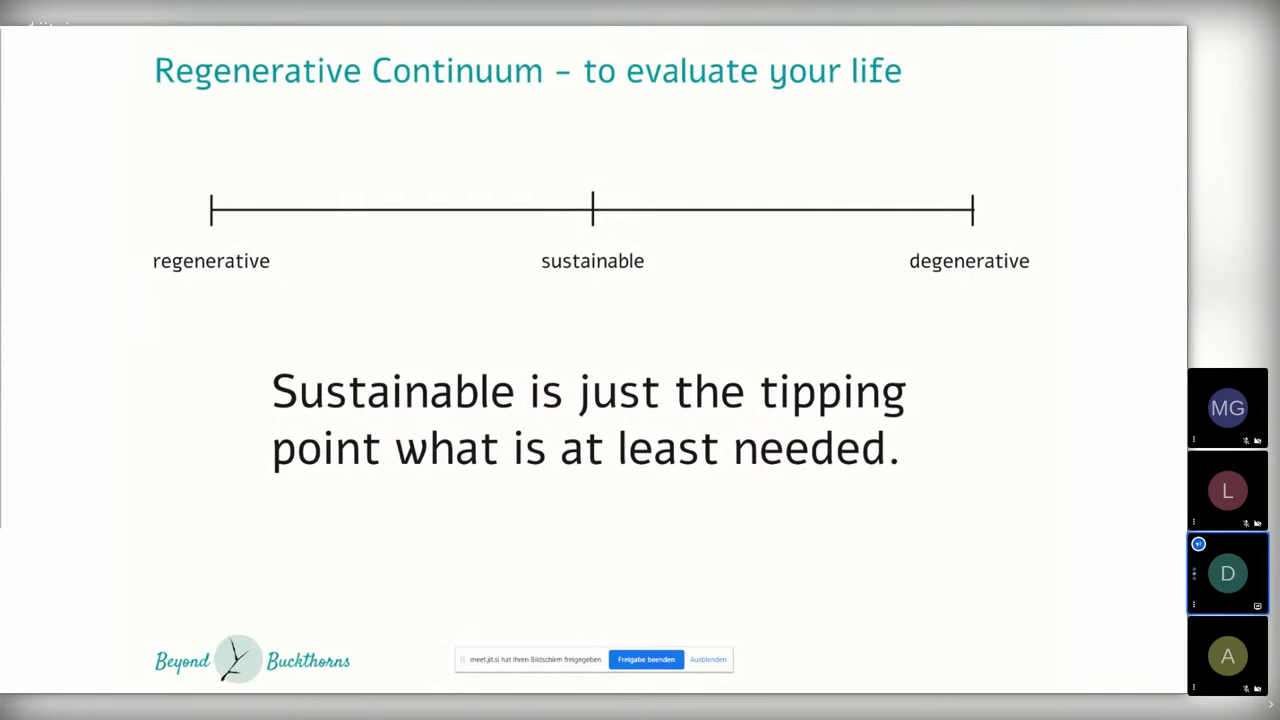 Regenerative Continuum – to evaluate your life
regenerative
sustainable
degenerative
Sustainable is just the tipping
point what is at least needed.
Beyond Buckthorns
meet.jit.si hat Ihren Bildschirm freigegeben.
Freigabe beenden
Ausblenden
MG
L
D
A